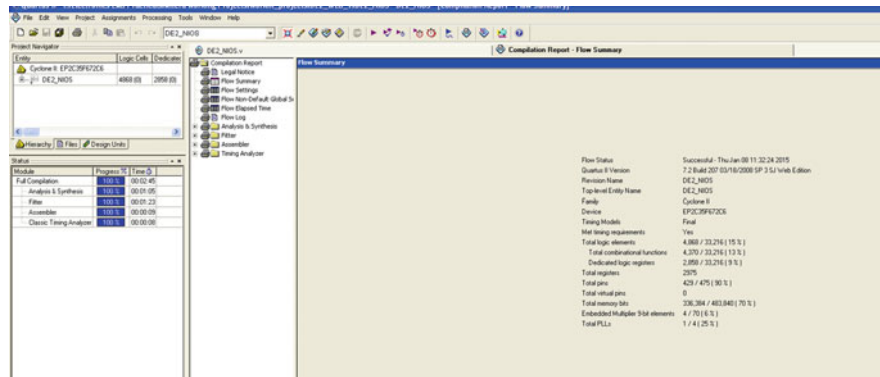 File Edit View Project Assignments Processing Tools Window Help
DE2_NIOS
Project Navigator
Entity Logic Cells Dedicated
Cyclone II: EP2C35F672C6
DE2_NIOS 4868 (0) 2858 (0)
Hierarchy Files Design Units
Status
Module Progress % Time
Full Compilation 100 % 00:02:45
Analysis & Synthesis 100 % 00:01:05
Fitter 100 % 00:01:23
Assembler 100 % 00:00:09
Classic Timing Analyzer 100 % 00:00:08
DE2_NIOS.v
Compilation Report - Flow Summary
Compilation Report
Legal Notice
Flow Summary
Flow Settings
Flow Non-Default Global Se
Flow Elapsed Time
Flow Log
Analysis & Synthesis
Fitter
Assembler
Timing Analyzer
Flow Summary
Flow Status Successful - Thu Jan 08 11:32:24 2015
Quartus II Version 7.2 Build 207 03/18/2008 SP 3 SJ Web Edition
Revision Name DE2_NIOS
Top-level Entity Name DE2_NIOS
Family Cyclone II
Device EP2C35F672C6
Timing Models Final
Met timing requirements Yes
Total logic elements 4,868 / 33,216 ( 15 % )
Total combinational functions 4,370 / 33,216 ( 13 % )
Dedicated logic registers 2,858 / 33,216 ( 9 % )
Total registers 2975
Total pins 429 / 475 ( 90 % )
Total virtual pins 0
Total memory bits 336,384 / 483,840 ( 70 % )
Embedded Multiplier 9-bit elements 4 / 70 ( 6 % )
Total PLLs 1 / 4 ( 25 % )